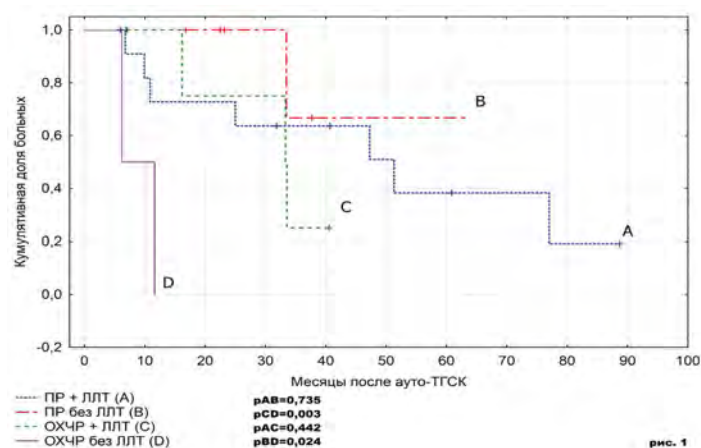 1,0
0,8
0,6
0,4
0,2
0,0
-0,2
Кумулятивная доля больных
A
B
C
D
0 10 20 30 40 50 60 70 80 90 100
Месяцы после ауто-ТГСК
ПР + ЛЛТ (A)
ПР без ЛЛТ (B)
ОХЧР + ЛЛТ (C)
ОХЧР без ЛЛТ (D)
pAB=0,735
pCD=0,003
pAC=0,442
pBD=0,024
рис. 1